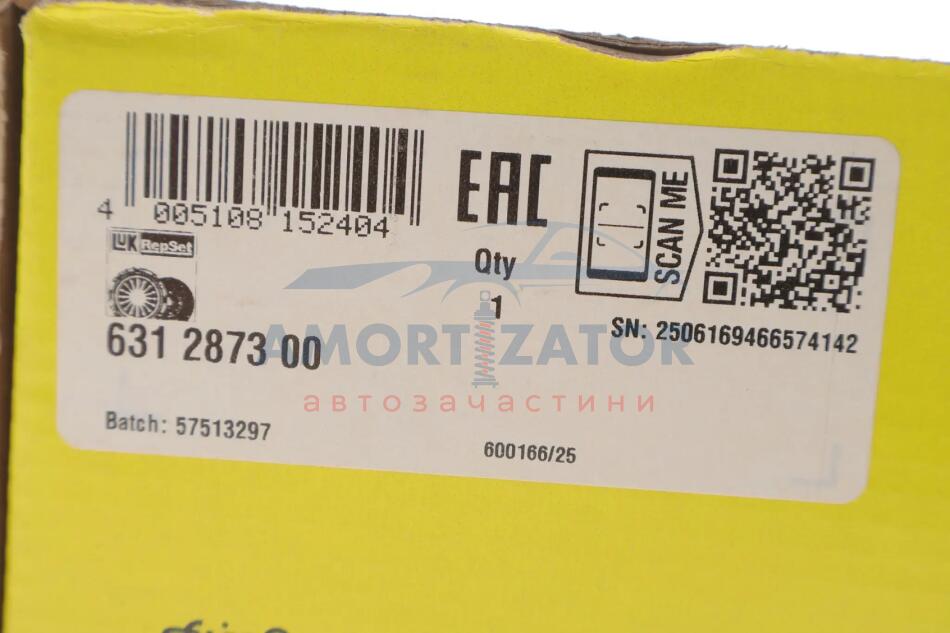 4 005108 152404
EAC
SCAN ME
LUK RepSet
Qty
1
SN: 2506169466574142
631 2873 00
AMORTIZATOR
автозачастини
Batch: 57513297
600166/25